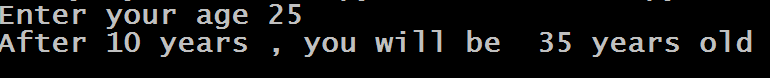 Enter your age 25
After 10 years , you will be  35 years old